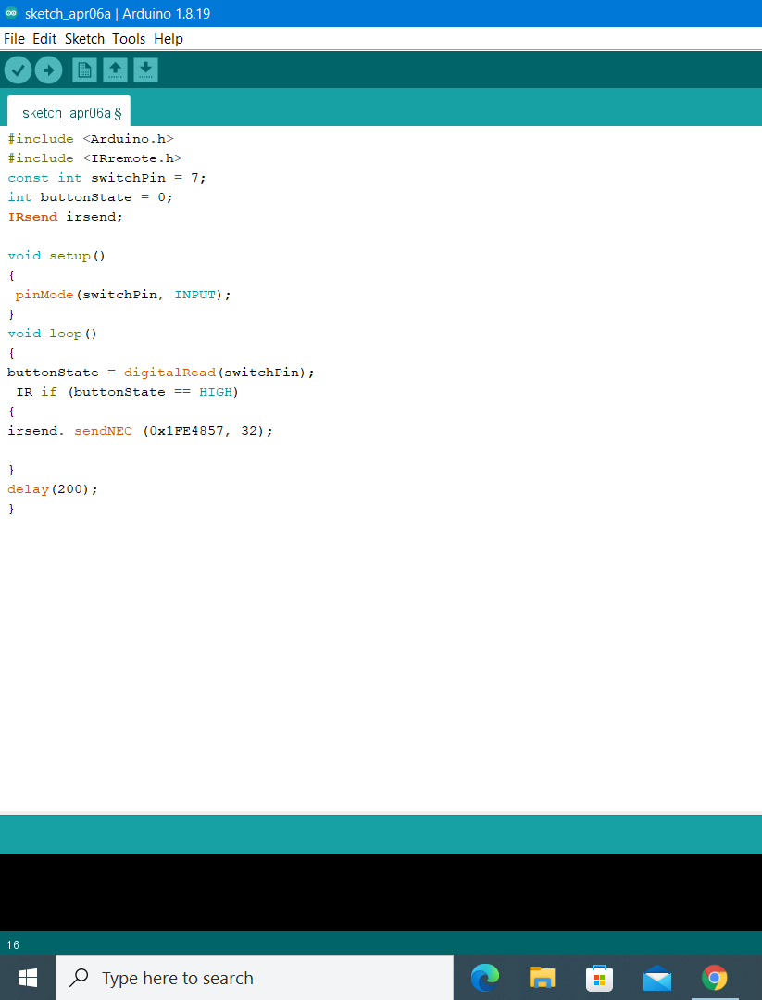 sketch_apr06a | Arduino 1.8.19
File Edit Sketch Tools Help
sketch_apr06a §
#include <Arduino.h>
#include <IRremote.h>
const int switchPin = 7;
int buttonState = 0;
IRsend irsend;
void setup()
{
pinMode(switchPin, INPUT);
}
void loop()
{
buttonState = digitalRead(switchPin);
IR if (buttonState == HIGH)
{
irsend. sendNEC (0x1FE4857, 32);
}
delay(200);
}
16
Type here to search